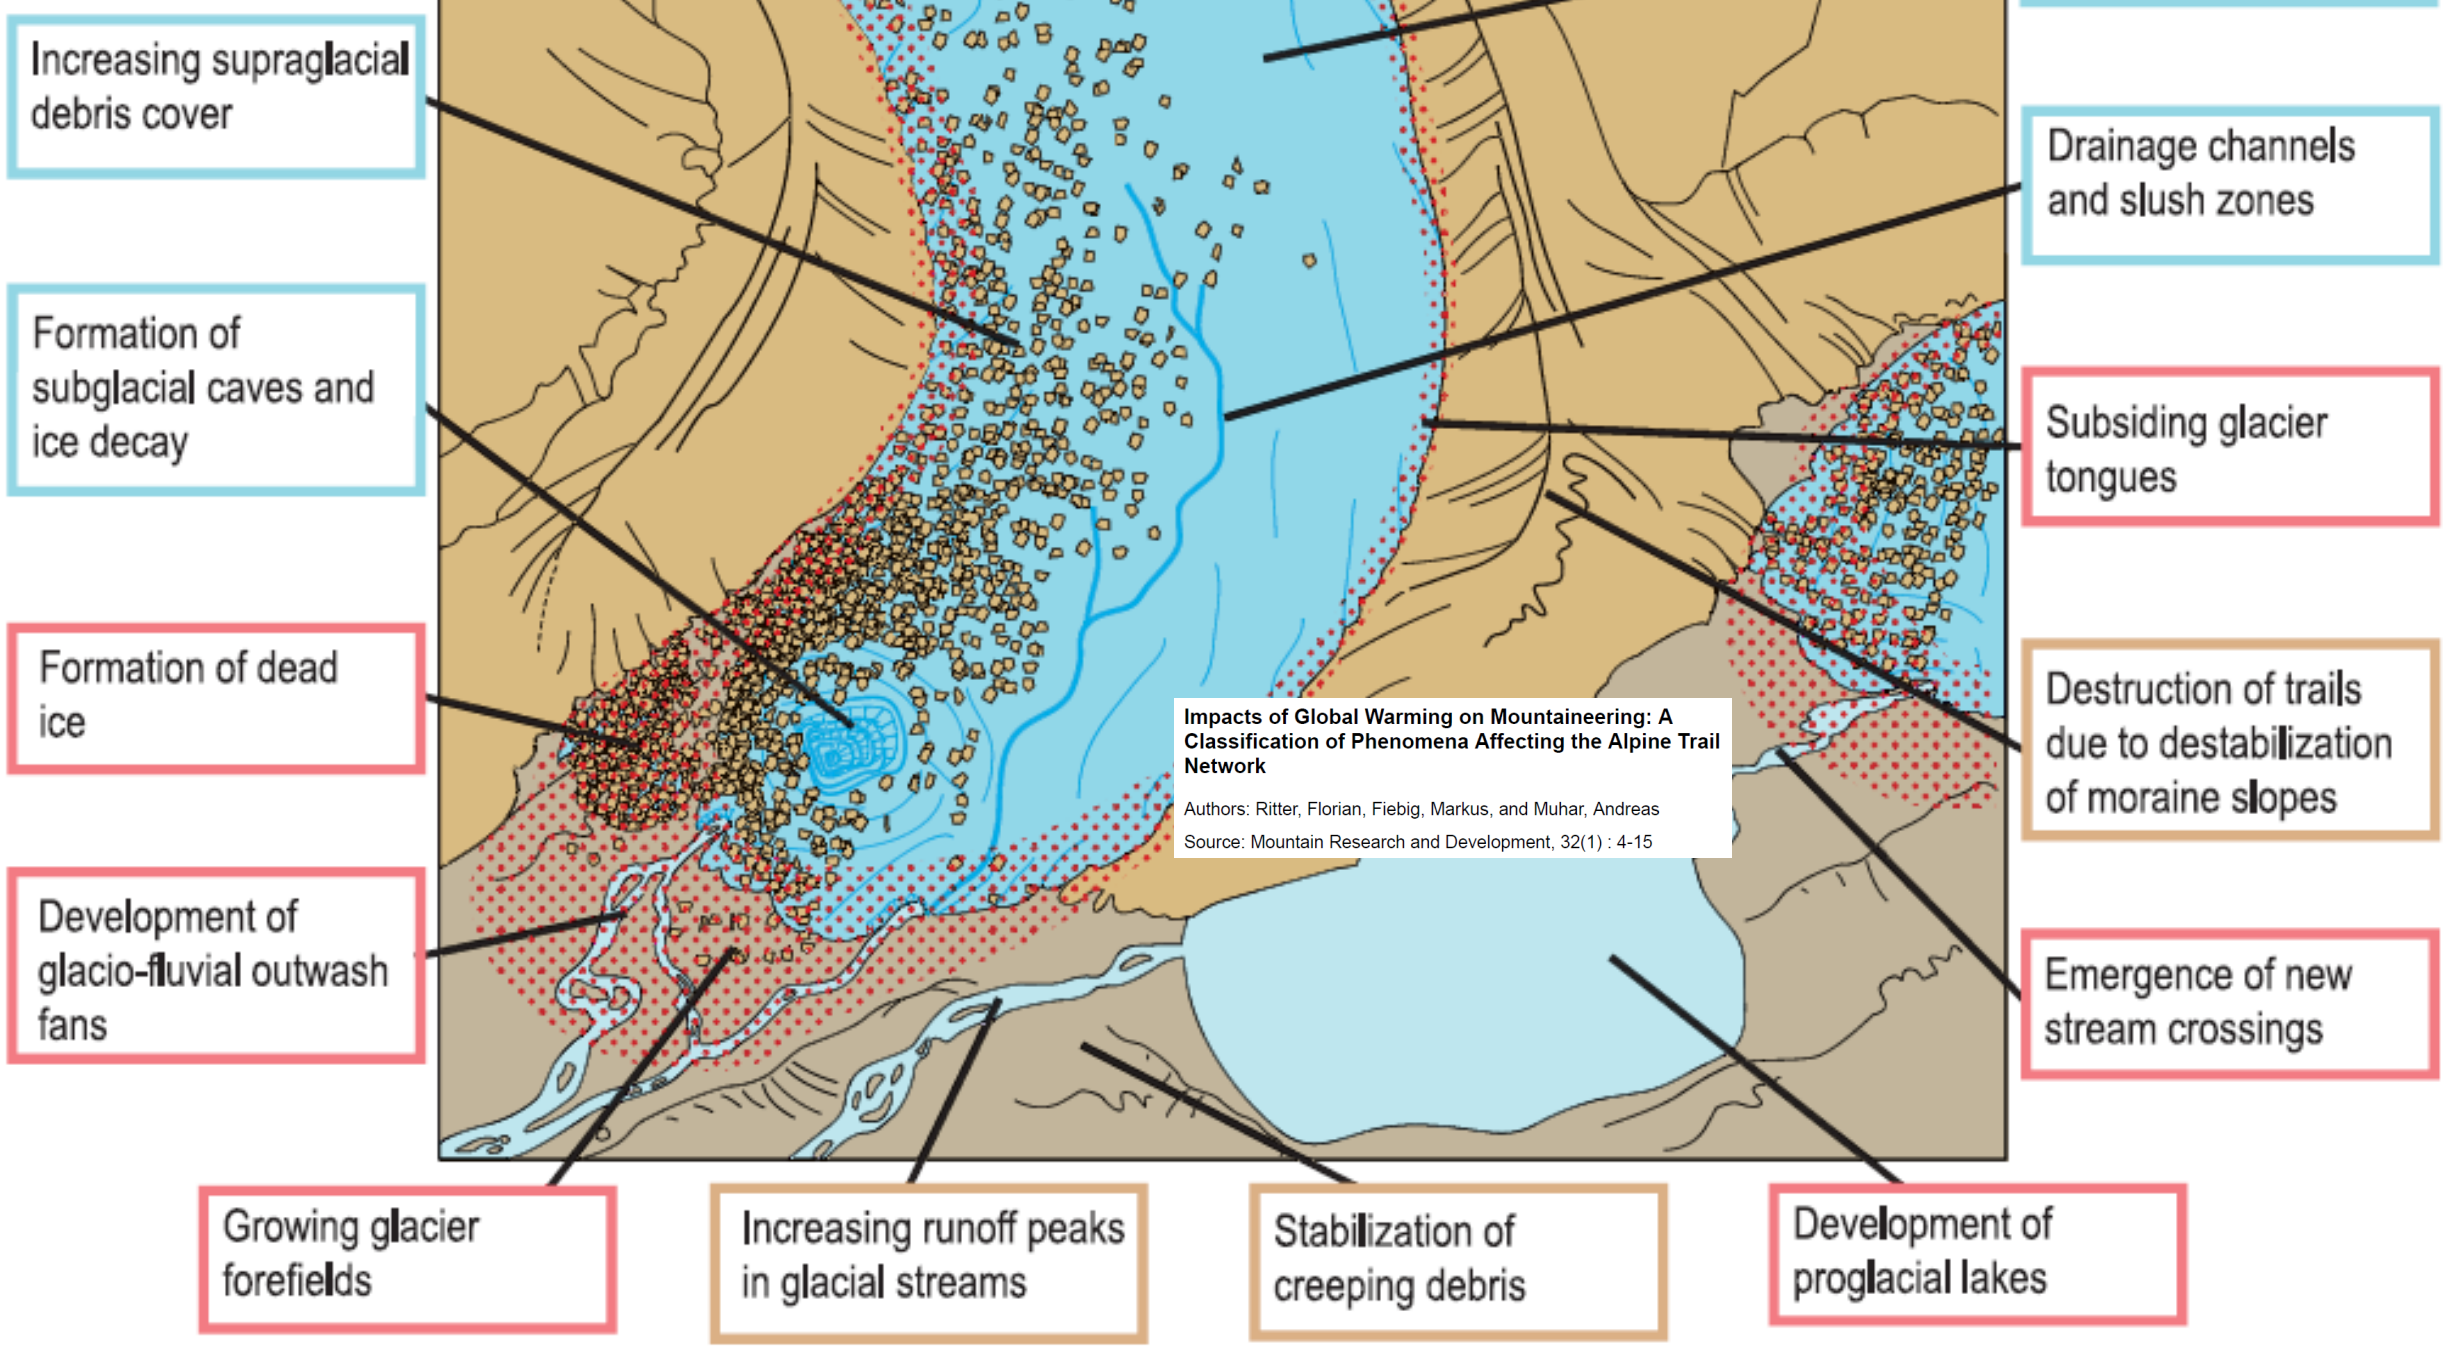 Increasing supraglacial
debris cover
Formation of
subglacial caves and
ice decay
Formation of dead
ice
Development of
glacio-fluvial outwash
fans
Growing glacier
forefields
Increasing runoff peaks
in glacial streams
Stabilization of
creeping debris
Development of
proglacial lakes
Drainage channels
and slush zones
Subsiding glacier
tongues
Destruction of trails
due to destabilization
of moraine slopes
Emergence of new
stream crossings
Impacts of Global Warming on Mountaineering: A
Classification of Phenomena Affecting the Alpine Trail
Network
Authors: Ritter, Florian, Fiebig, Markus, and Muhar, Andreas
Source: Mountain Research and Development, 32(1) : 4-15